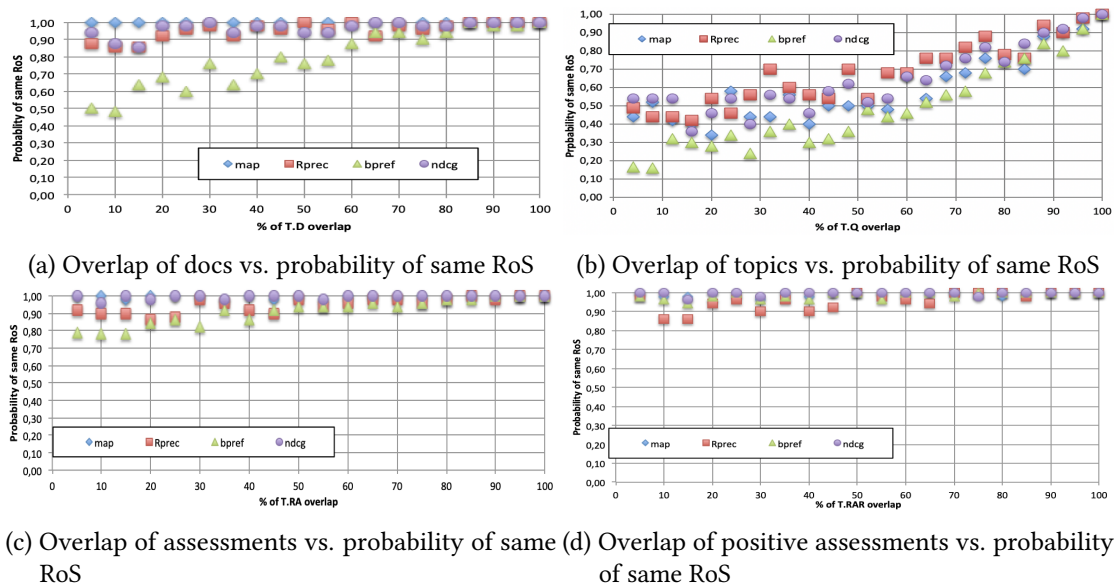 1,00
0,90
0,80
0,70
0,60
0,50
0,40
0,30
0,20
0,10
0,00
Probability of same RoS
map Rprec bpref ndcg
0 10 20 30 40 50 60 70 80 90 100
% of T.D overlap
(a) Overlap of docs vs. probability of same RoS
1,00
0,90
0,80
0,70
0,60
0,50
0,40
0,30
0,20
0,10
0,00
Prpbability of same RoS
map Rprec bpref ndcg
0 10 20 30 40 50 60 70 80 90 100
% of T.Q overlap
(b) Overlap of topics vs. probability of same RoS
1,00
0,90
0,80
0,70
0,60
0,50
0,40
0,30
0,20
0,10
0,00
Probability of same RoS
map Rprec bpref ndcg
0 10 20 30 40 50 60 70 80 90 100
% of T.RA overlap
(c) Overlap of assessments vs. probability of same
RoS
1,00
0,90
0,80
0,70
0,60
0,50
0,40
0,30
0,20
0,10
0,00
Probability of same RoS
map Rprec bpref ndcg
0 10 20 30 40 50 60 70 80 90 100
% of T.RAR overlap
(d) Overlap of positive assessments vs. probability
of same RoS